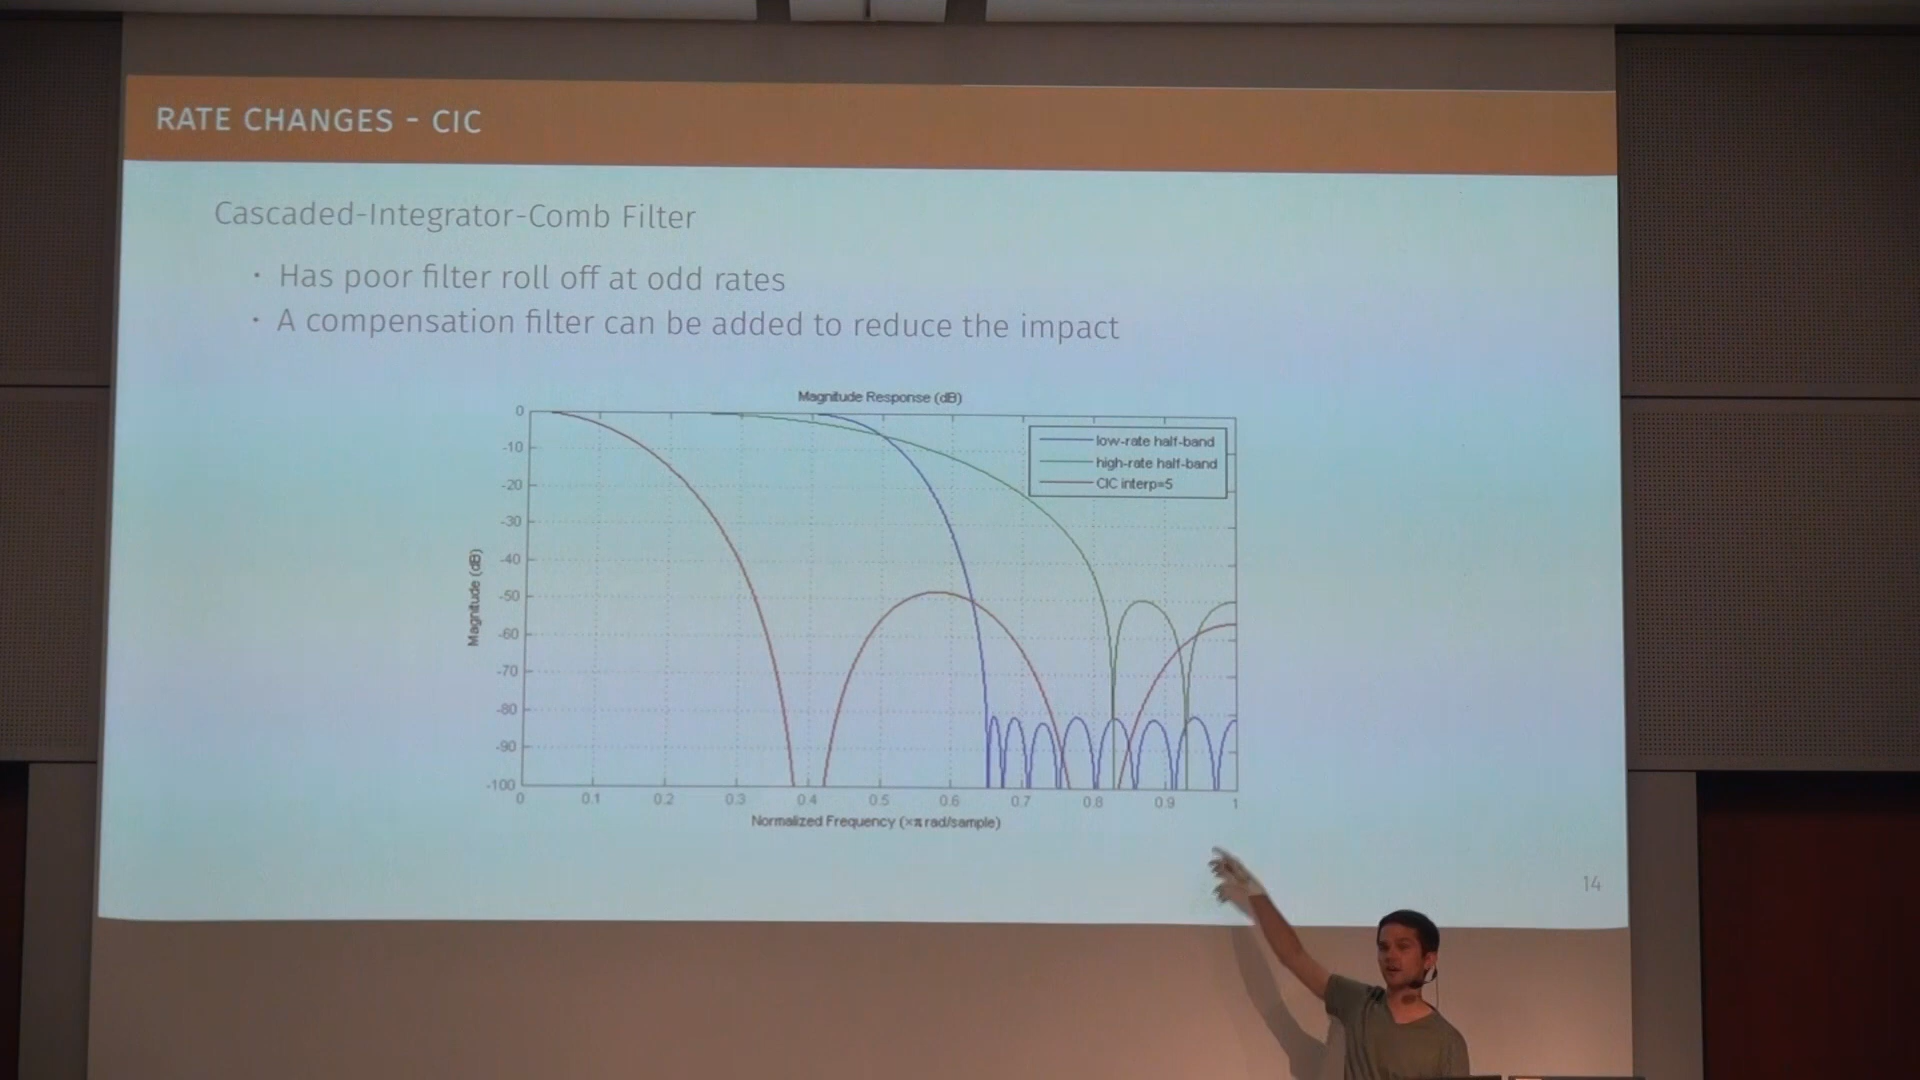 RATE CHANGES - CIC
Cascaded-Integrator-Comb Filter
· Has poor filter roll off at odd rates
· A compensation filter can be added to reduce the impact
Magnitude Response (dB)
low-rate half-band
high-rate half-band
CIC interp=5
0
-10
-20
-30
-40
-50
-60
-70
-80
-90
-100
Magnitude (dB)
0 0.1 0.2 0.3 0.4 0.5 0.6 0.7 0.8 0.9 1
Normalized Frequency (×π rad/sample)
14